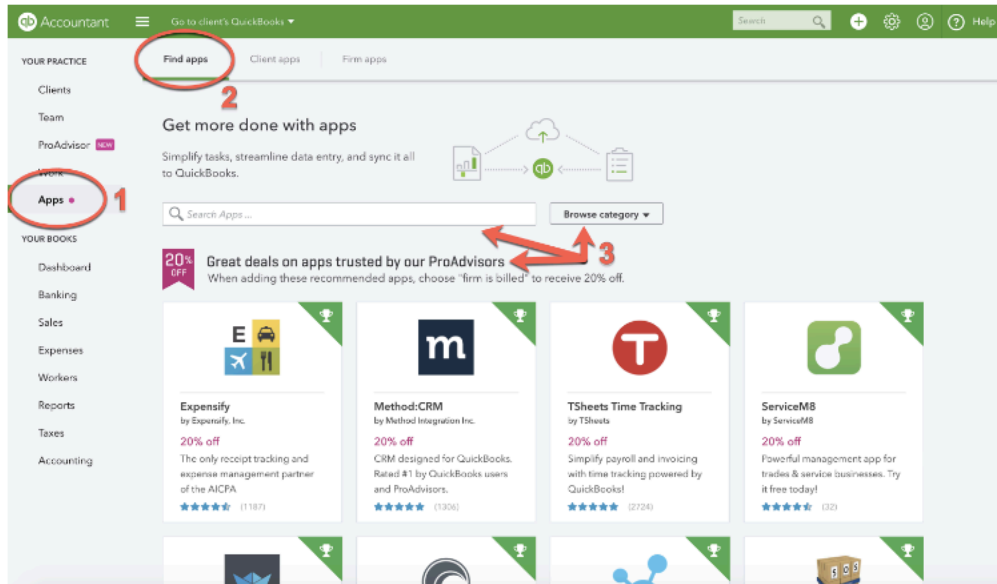 qb Accountant
Go to client's QuickBooks
Search
Help
YOUR PRACTICE
Clients
Team
ProAdvisor NEW
Work
Apps
1
YOUR BOOKS
Dashboard
Banking
Sales
Expenses
Workers
Reports
Taxes
Accounting
Find apps
Client apps
Firm apps
2
Get more done with apps
Simplify tasks, streamline data entry, and sync it all
to QuickBooks.
qb
Search Apps ...
Browse category
3
20%
OFF
Great deals on apps trusted by our ProAdvisors
When adding these recommended apps, choose "firm is billed" to receive 20% off.
E
Expensify
by Expensify, Inc.
20% off
The only receipt tracking and
expense management partner
of the AICPA
(1187)
m
Method:CRM
by Method Integration Inc.
20% off
CRM designed for QuickBooks.
Rated #1 by QuickBooks users
and ProAdvisors.
(1306)
T
TSheets Time Tracking
by TSheets
20% off
Simplify payroll and invoicing
with time tracking powered by
QuickBooks!
(2724)
ServiceM8
by ServiceM8
20% off
Powerful management app for
trades & service businesses. Try
it free today!
(32)
SOS